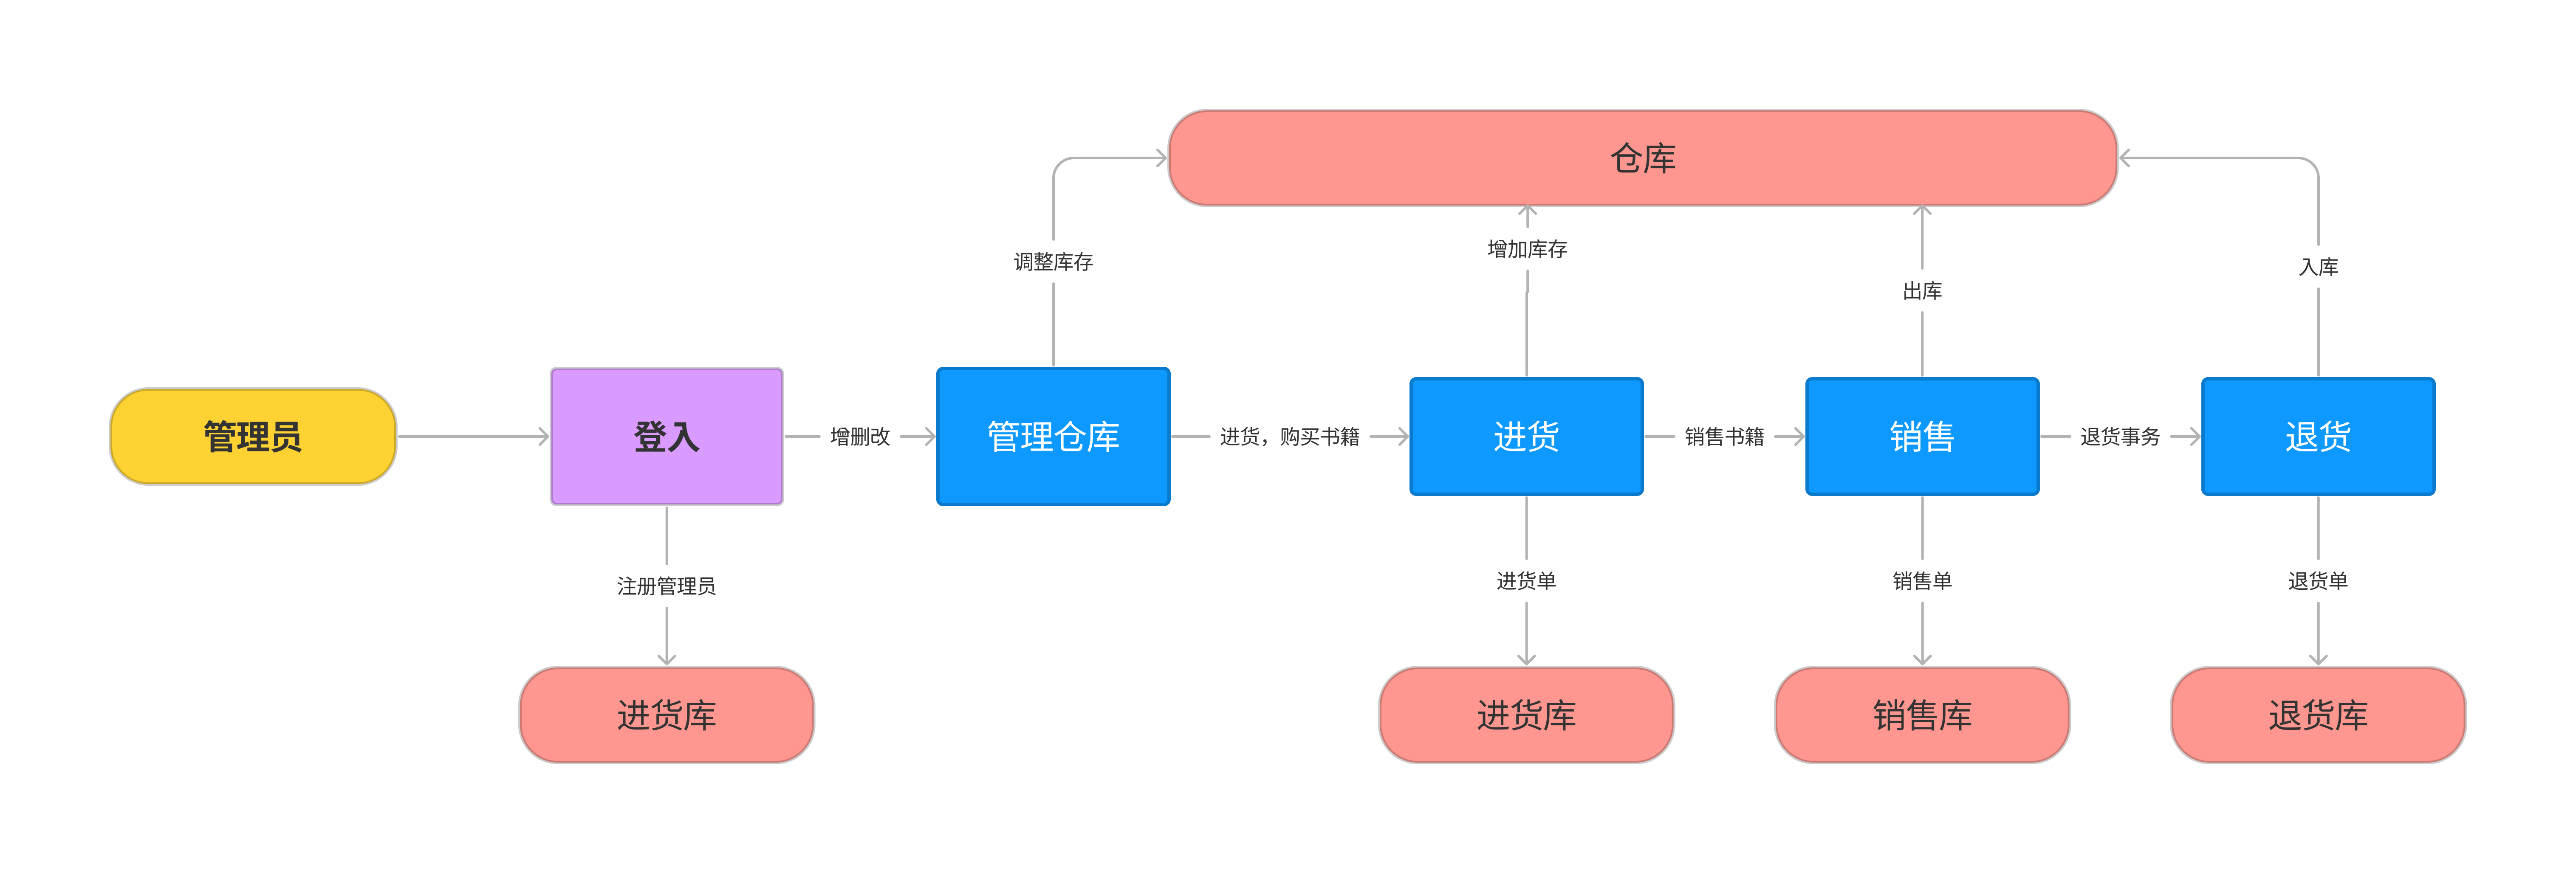 仓库
调整库存
增加库存
出库
入库
管理员
登入
增删改
管理仓库
进货，购买书籍
进货
销售书籍
销售
退货事务
退货
注册管理员
进货单
销售单
退货单
进货库
进货库
销售库
退货库